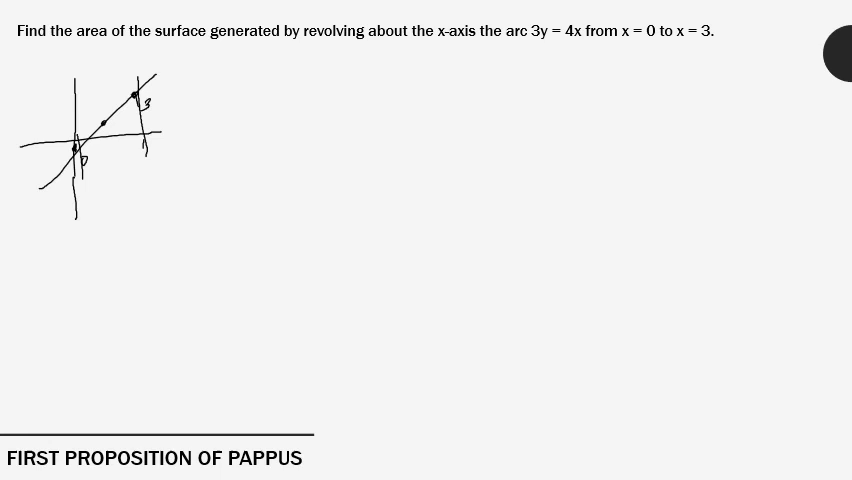 Find the area of the surface generated by revolving about the x-axis the arc 3y = 4x from x = 0 to x = 3.
3
0
FIRST PROPOSITION OF PAPPUS